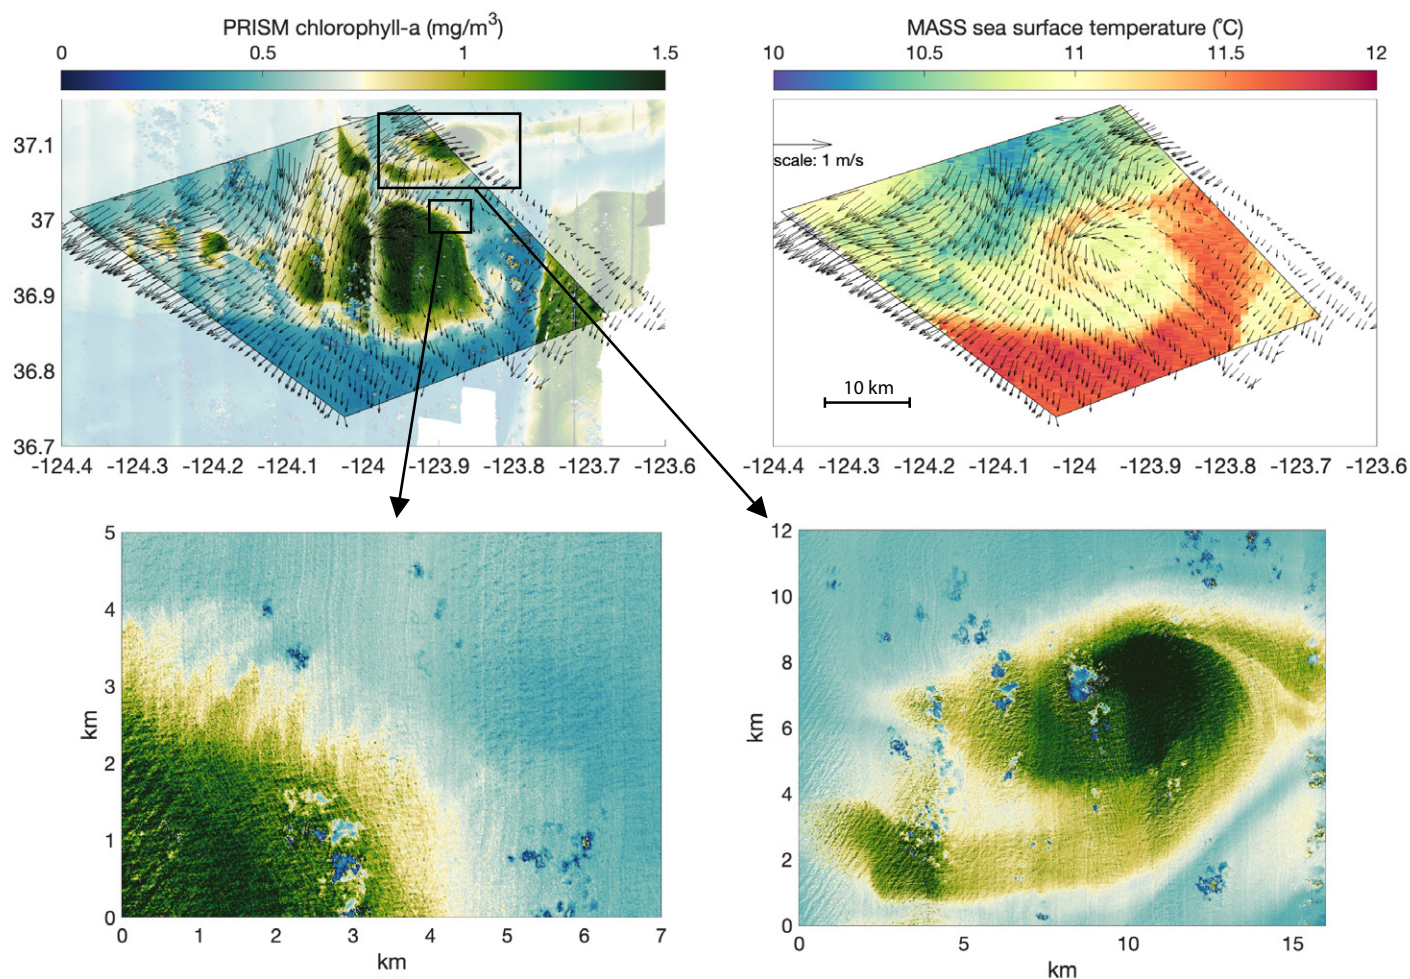 PRISM chlorophyll-a (mg/m³)
0 0.5 1 1.5
MASS sea surface temperature (°C)
10 10.5 11 11.5 12
37.1
37
36.9
36.8
36.7
-124.4 -124.3 -124.2 -124.1 -124 -123.9 -123.8 -123.7 -123.6
scale: 1 m/s
10 km
-124.4 -124.3 -124.2 -124.1 -124 -123.9 -123.8 -123.7 -123.6
5
4
3
2
1
0
km
0 1 2 3 4 5 6 7
km
12
10
8
6
4
2
0
km
0 5 10 15
km